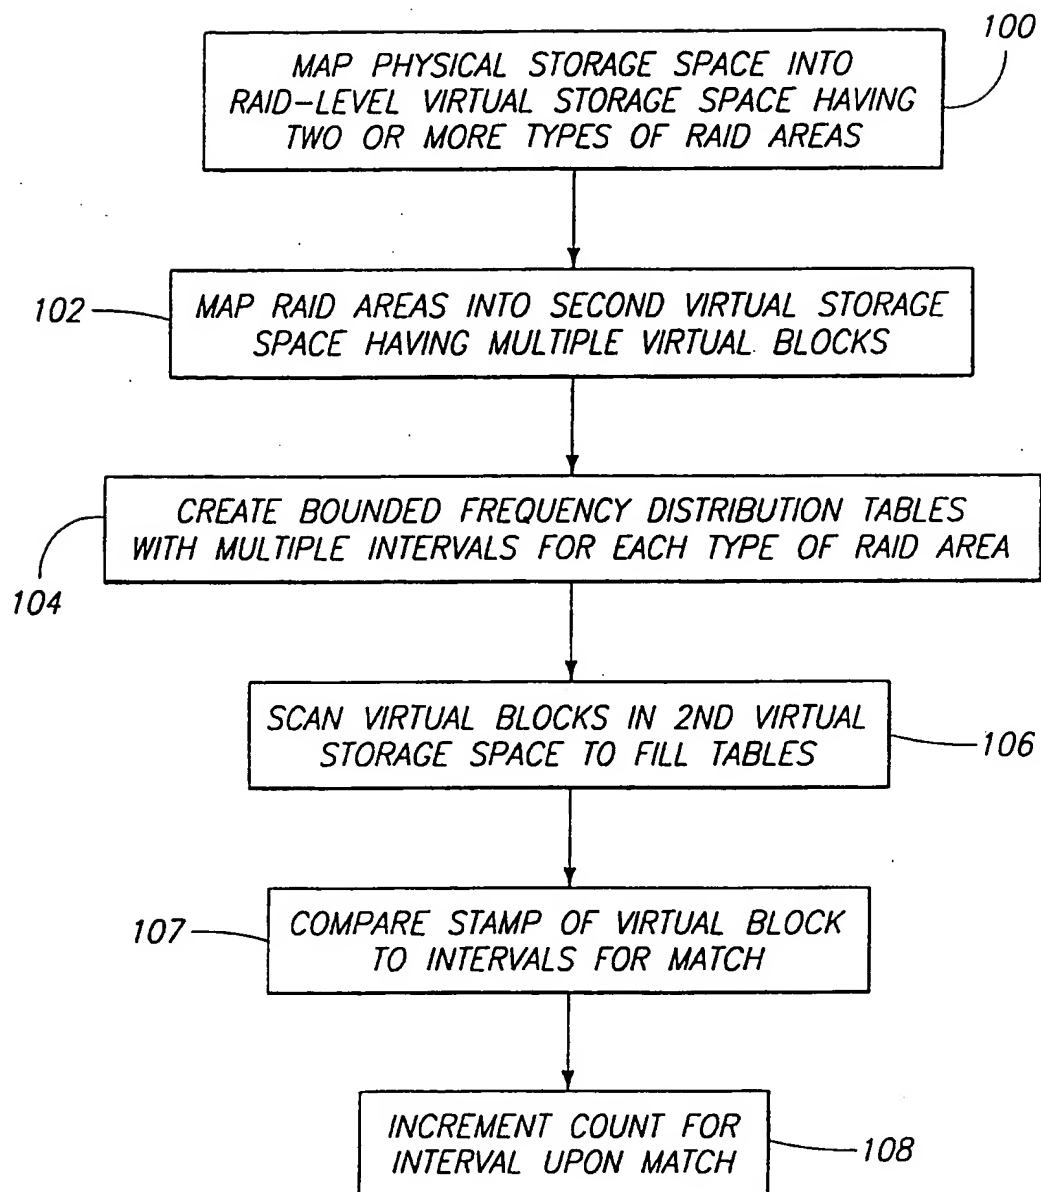 100
MAP PHYSICAL STORAGE SPACE INTO
RAID-LEVEL VIRTUAL STORAGE SPACE HAVING
TWO OR MORE TYPES OF RAID AREAS
102
MAP RAID AREAS INTO SECOND VIRTUAL STORAGE
SPACE HAVING MULTIPLE VIRTUAL BLOCKS
CREATE BOUNDED FREQUENCY DISTRIBUTION TABLES
WITH MULTIPLE INTERVALS FOR EACH TYPE OF RAID AREA
104
SCAN VIRTUAL BLOCKS IN 2ND VIRTUAL
STORAGE SPACE TO FILL TABLES
106
107
COMPARE STAMP OF VIRTUAL BLOCK
TO INTERVALS FOR MATCH
INCREMENT COUNT FOR
INTERVAL UPON MATCH
108